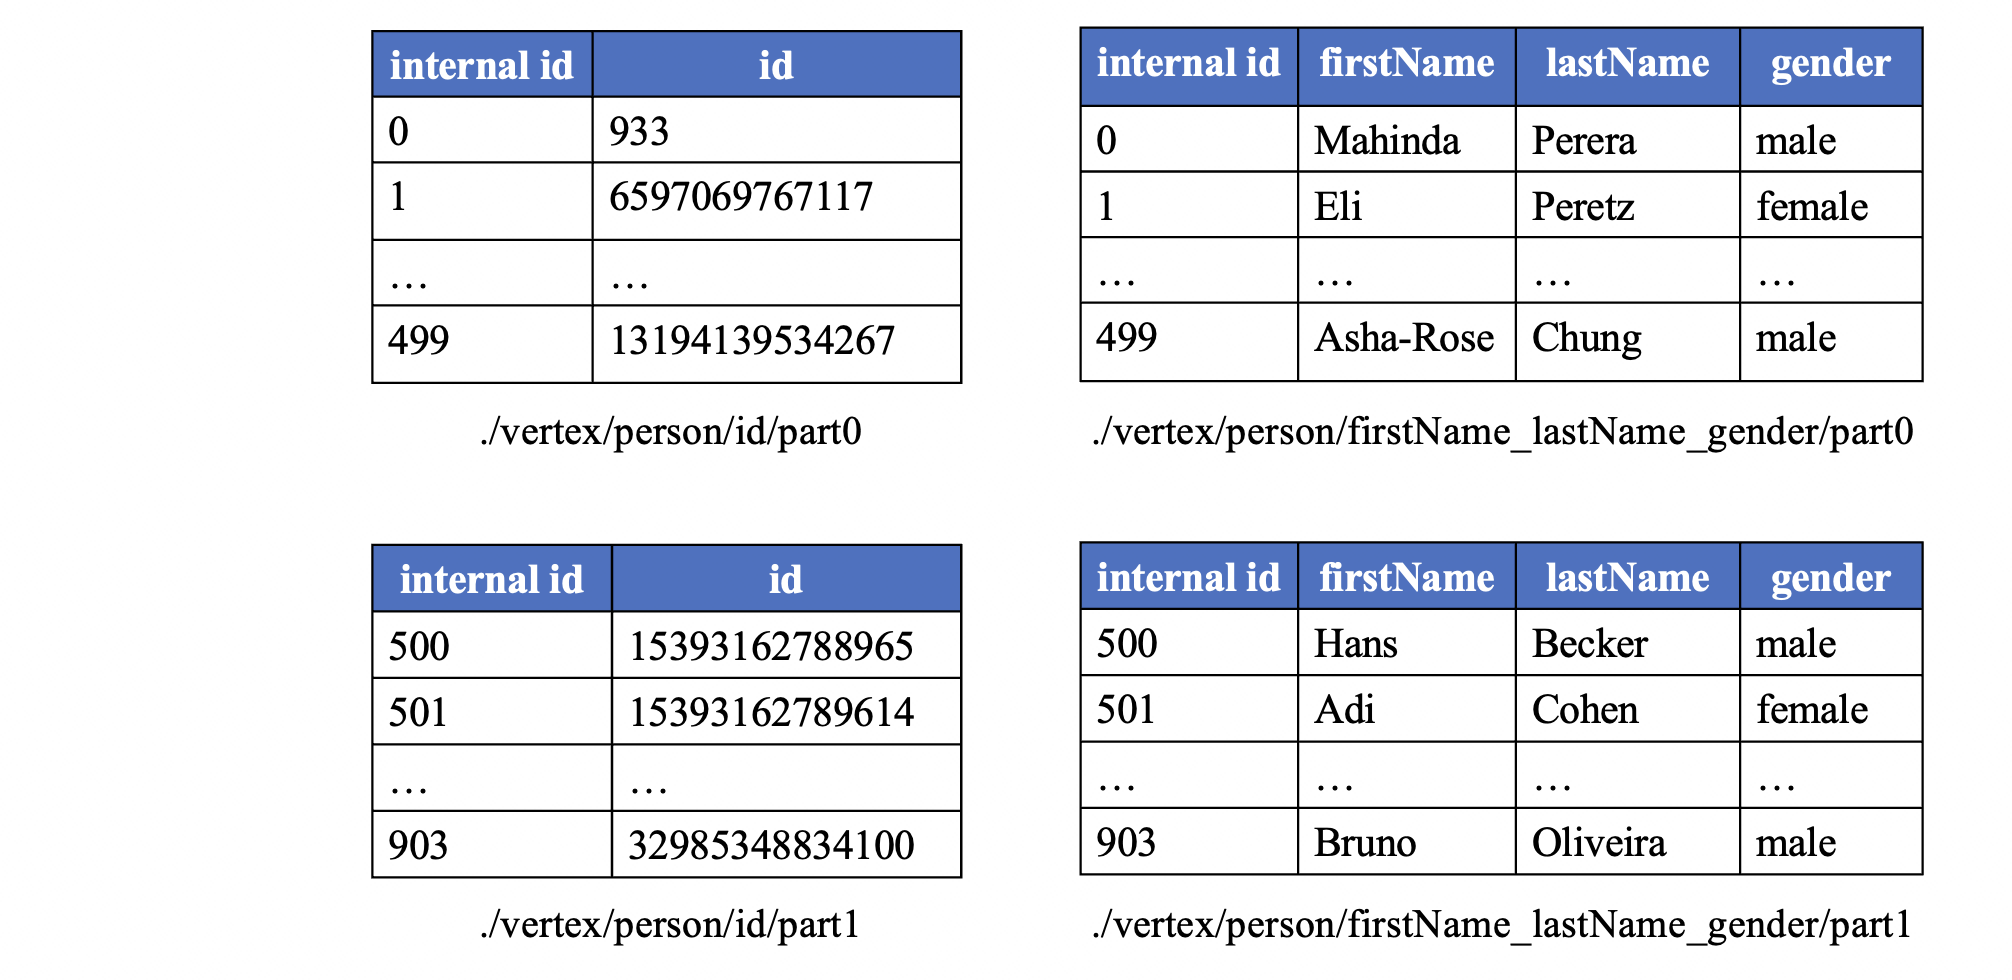 internal id id
0 933
1 6597069767117
… …
499 13194139534267
./vertex/person/id/part0
internal id firstName lastName gender
0 Mahinda Perera male
1 Eli Peretz female
… … … …
499 Asha-Rose Chung male
./vertex/person/firstName_lastName_gender/part0
internal id id
500 15393162788965
501 15393162789614
… …
903 32985348834100
./vertex/person/id/part1
internal id firstName lastName gender
500 Hans Becker male
501 Adi Cohen female
… … … …
903 Bruno Oliveira male
./vertex/person/firstName_lastName_gender/part1